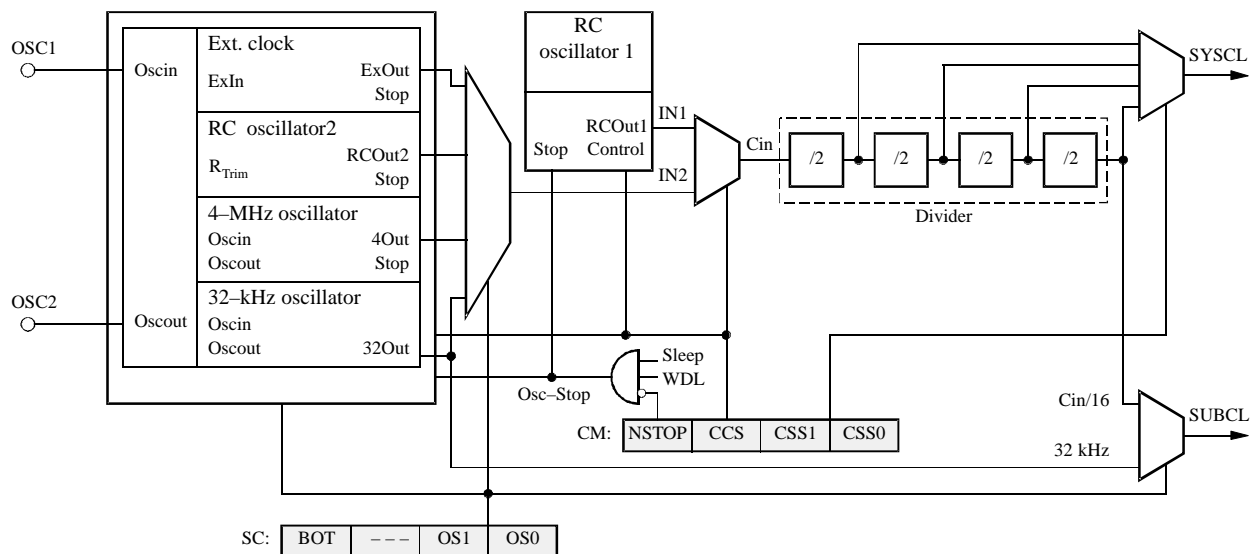 OSC1
OSC2
Oscin
Oscout
Ext. clock
ExIn
ExOut
Stop
RC oscillator2
RTrim
RCOut2
Stop
4–MHz oscillator
Oscin
4Out
Oscout
Stop
32–kHz oscillator
Oscin
Oscout
32Out
RC
oscillator 1
RCOut1
Stop
Control
IN1
IN2
Cin
/2
/2
/2
/2
Divider
SYSCL
Sleep
WDL
Osc–Stop
CM:
NSTOP
CCS
CSS1
CSS0
Cin/16
32 kHz
SUBCL
SC:
BOT
– – –
OS1
OS0